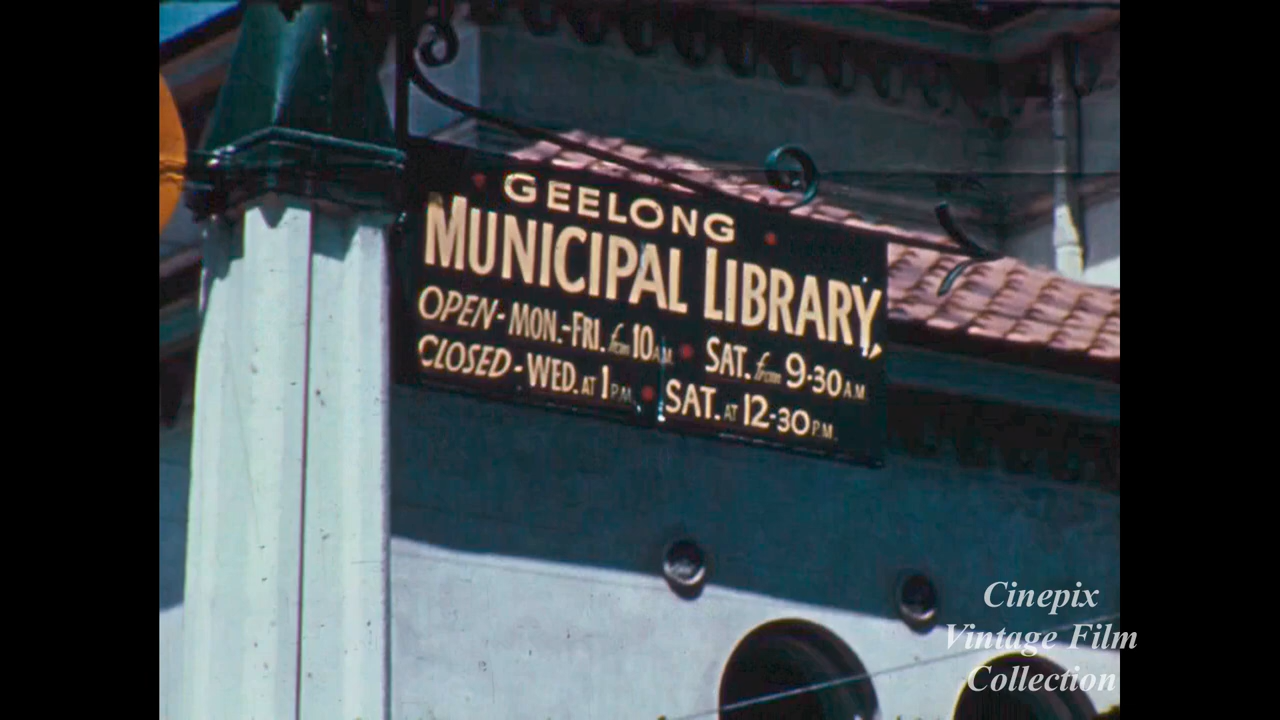 GEELONG
MUNICIPAL LIBRARY,
OPEN - MON.-FRI. from 10 A.M. SAT. from 9-30 A.M.
CLOSED - WED. AT 1 P.M. SAT. AT 12-30 P.M.
Cinepix
Vintage Film
Collection